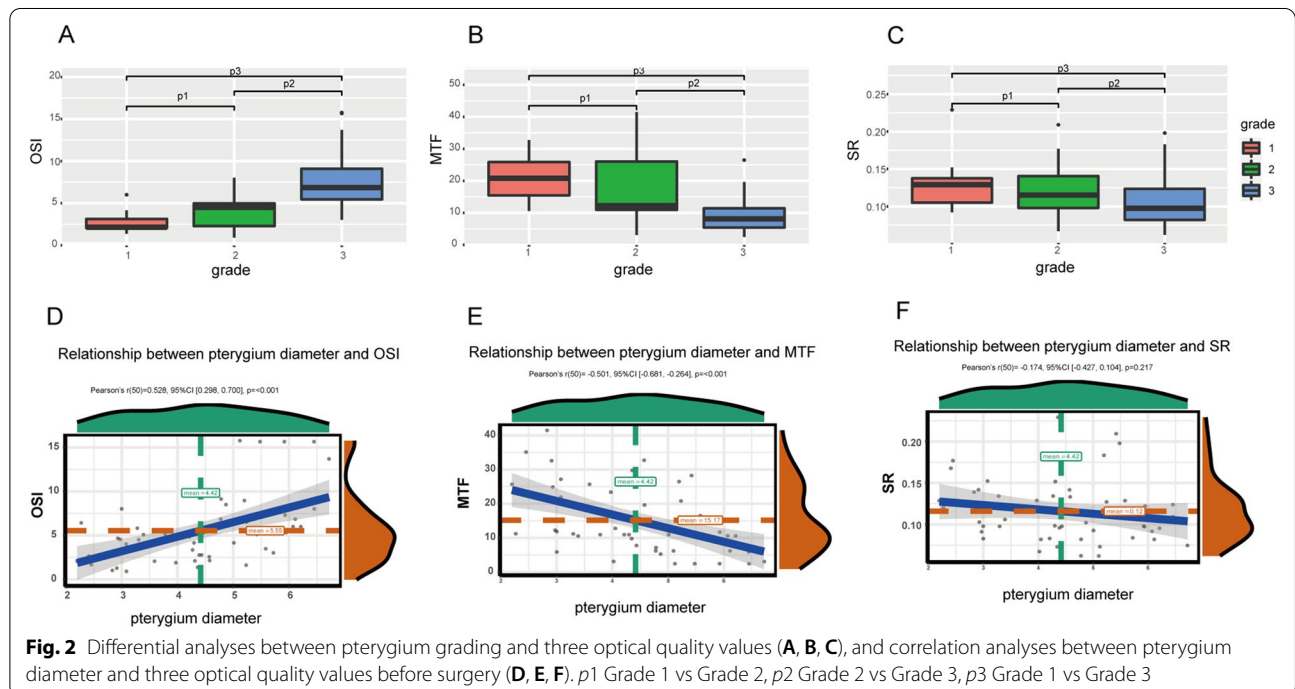 A
B
C
20
15
10
5
0
OSI
p3
p2
p1
1
2
3
grade
50
40
30
20
10
0
MTF
p3
p2
p1
1
2
3
grade
0.25
0.20
0.15
0.10
SR
p3
p2
p1
1
2
3
grade
grade
1
2
3
D
E
F
Relationship between pterygium diameter and OSI
Pearson's r(50)=0.528, 95%CI [0.298, 0.700], p=<0.001
15
10
5
0
OSI
mean =4.42
mean =5.55
2
3
4
5
6
pterygium diameter
Relationship between pterygium diameter and MTF
Pearson's r(50)= -0.501, 95%CI [-0.681, -0.264], p=<0.001
40
30
20
10
0
MTF
mean =4.42
mean =15.17
2
3
4
5
6
pterygium diameter
Relationship between pterygium diameter and SR
Pearson's r(50)= -0.174, 95%CI [-0.427, 0.104], p=0.217
0.20
0.15
0.10
SR
mean =4.42
mean =0.12
2
3
4
5
6
pterygium diameter
Fig. 2 Differential analyses between pterygium grading and three optical quality values (A, B, C), and correlation analyses between pterygium
diameter and three optical quality values before surgery (D, E, F). p1 Grade 1 vs Grade 2, p2 Grade 2 vs Grade 3, p3 Grade 1 vs Grade 3